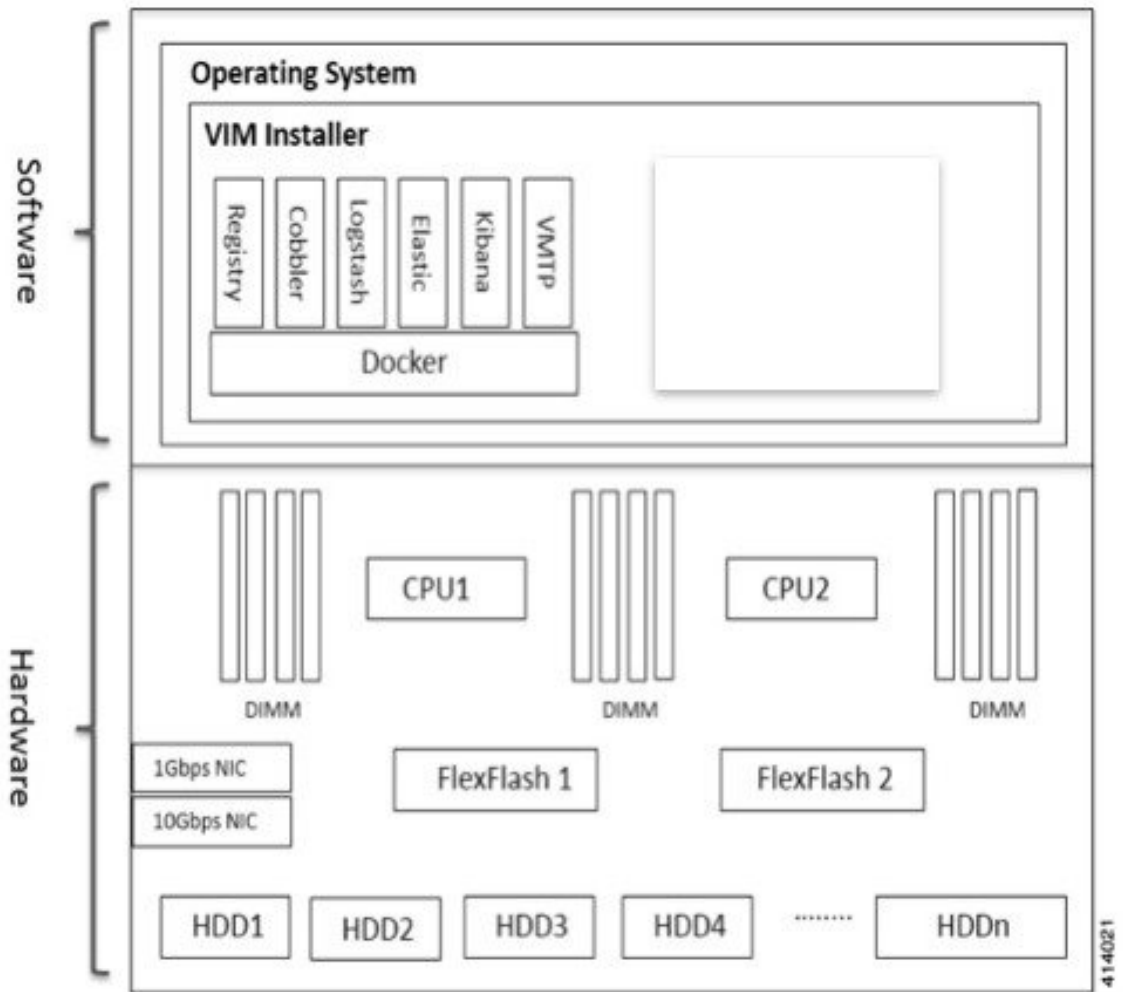 Software
Operating System
VIM Installer
Registry
Cobbler
Logstash
Elastic
Kibana
VMTP
Docker
Hardware
CPU1
CPU2
DIMM
DIMM
DIMM
1Gbps NIC
10Gbps NIC
FlexFlash 1
FlexFlash 2
HDD1
HDD2
HDD3
HDD4
........
HDDn
414021